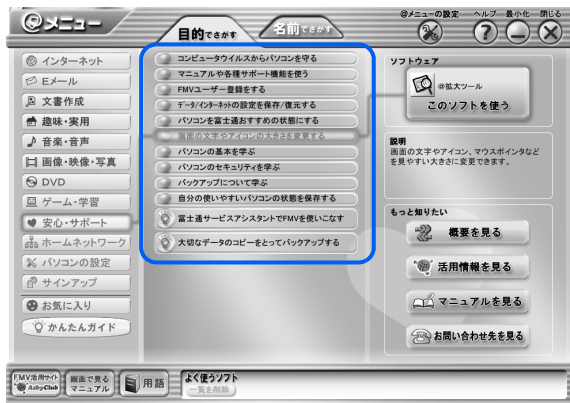 @メニュー
目的でさがす
名前でさがす
@メニューの設定
ヘルプ
最小化
閉じる
インターネット
Eメール
文書作成
趣味・実用
音楽・音声
画像・映像・写真
DVD
ゲーム・学習
安心・サポート
ホームネットワーク
パソコンの設定
サインアップ
お気に入り
かんたんガイド
コンピュータウイルスからパソコンを守る
マニュアルや各種サポート機能を使う
FMVユーザー登録をする
データ/インターネットの設定を保存/復元する
パソコンを富士通おすすめの状態にする
画面の文字やアイコンの大きさを変更する
パソコンの基本を学ぶ
パソコンのセキュリティを学ぶ
バックアップについて学ぶ
自分の使いやすいパソコンの状態を保存する
富士通サービスアシスタントでFMVを使いこなす
大切なデータのコピーをとってバックアップする
ソフトウェア
@拡大ツール
このソフトを使う
説明
画面の文字やアイコン、マウスポインタなど
を見やすい大きさに変更できます。
もっと知りたい
概要を見る
活用情報を見る
マニュアルを見る
お問い合わせ先を見る
FMV活用サイト
AzbyClub
画面で見る
マニュアル
用語
よく使うソフト
一覧を削除